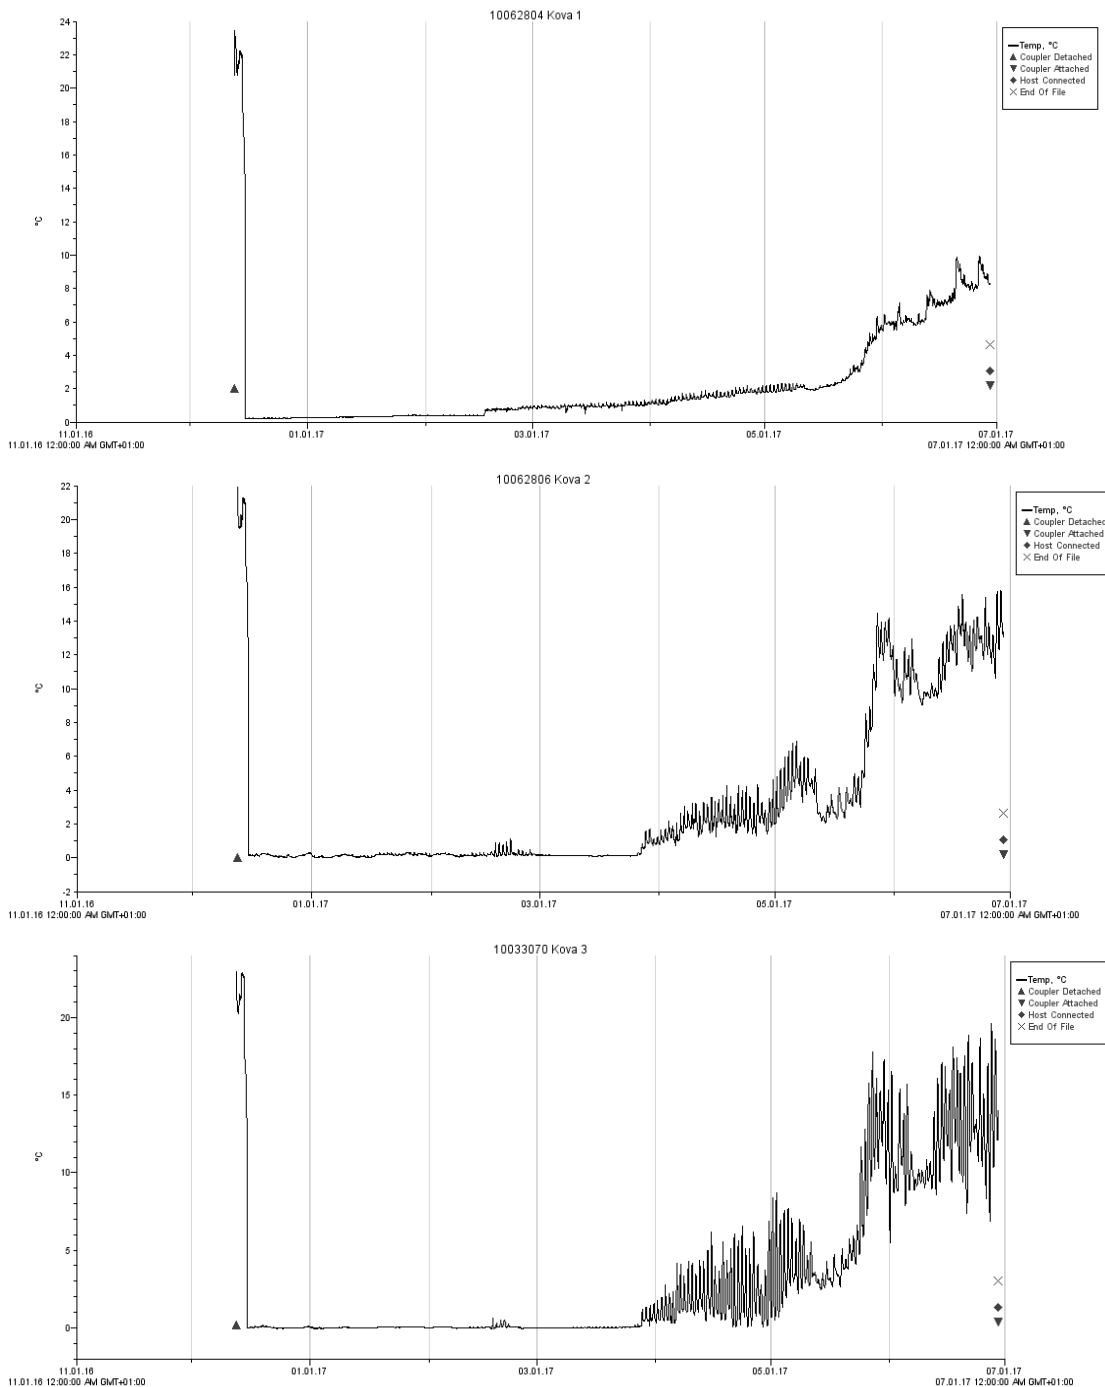 10062804 Kova 1
24
22
20
18
16
14
12
10
8
6
4
2
0
°C
Temp, °C
Coupler Detached
Coupler Attached
Host Connected
End Of File
11.01.16 01.01.17 03.01.17 05.01.17 07.01.17
11.01.16 12:00:00 AM GMT+01:00 07.01.17 12:00:00 AM GMT+01:00
10062806 Kova 2
22
20
18
16
14
12
10
8
6
4
2
0
-2
°C
Temp, °C
Coupler Detached
Coupler Attached
Host Connected
End Of File
11.01.16 01.01.17 03.01.17 05.01.17 07.01.17
11.01.16 12:00:00 AM GMT+01:00 07.01.17 12:00:00 AM GMT+01:00
10033070 Kova 3
20
15
10
5
0
°C
Temp, °C
Coupler Detached
Coupler Attached
Host Connected
End Of File
11.01.16 01.01.17 03.01.17 05.01.17 07.01.17
11.01.16 12:00:00 AM GMT+01:00 07.01.17 12:00:00 AM GMT+01:00